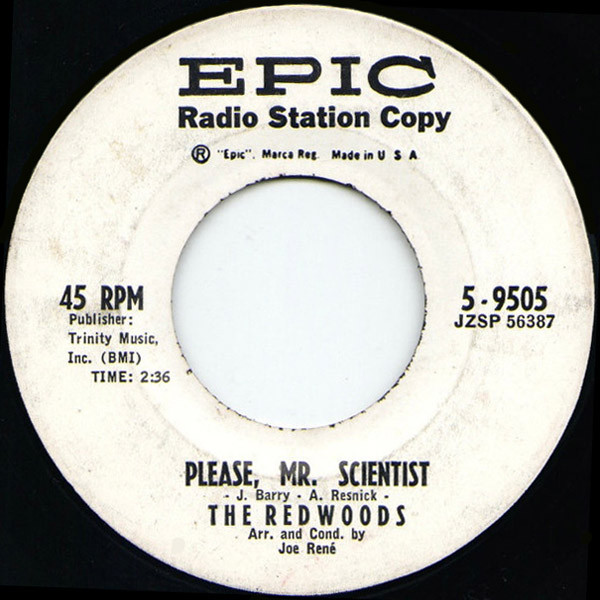 EPIC
Radio Station Copy
Ⓡ "Epic". Marca Reg. Made in U S A
45 RPM
Publisher:
Trinity Music,
Inc. (BMI)
TIME: 2:36
5-9505
JZSP 56387
PLEASE, MR. SCIENTIST
- J. Barry - A. Resnick -
THE REDWOODS
Arr. and Cond. by
Joe René